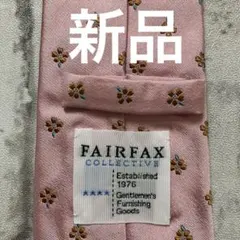 新品
FAIRFAX
COLLECTIVE
Established
1976
Gentlemen's
Furnishing
Goods